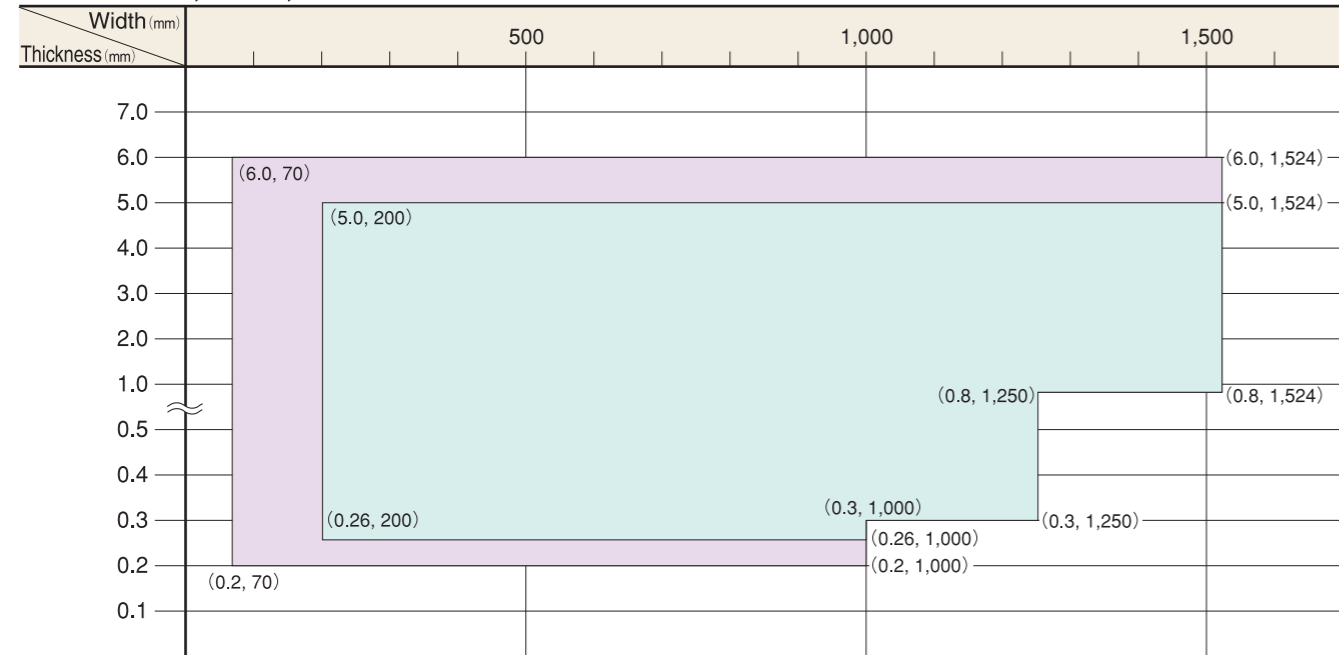 Width (mm)
500 1,000 1,500
Thickness (mm)
7.0
6.0
(6.0, 70) (6.0, 1,524)
5.0
(5.0, 200) (5.0, 1,524)
4.0
3.0
2.0
1.0
(0.8, 1,250) (0.8, 1,524)
0.5
0.4
(0.3, 1,000)
0.3
(0.26, 200) (0.3, 1,250)
(0.26, 1,000)
0.2
(0.2, 1,000)
(0.2, 70)
0.1